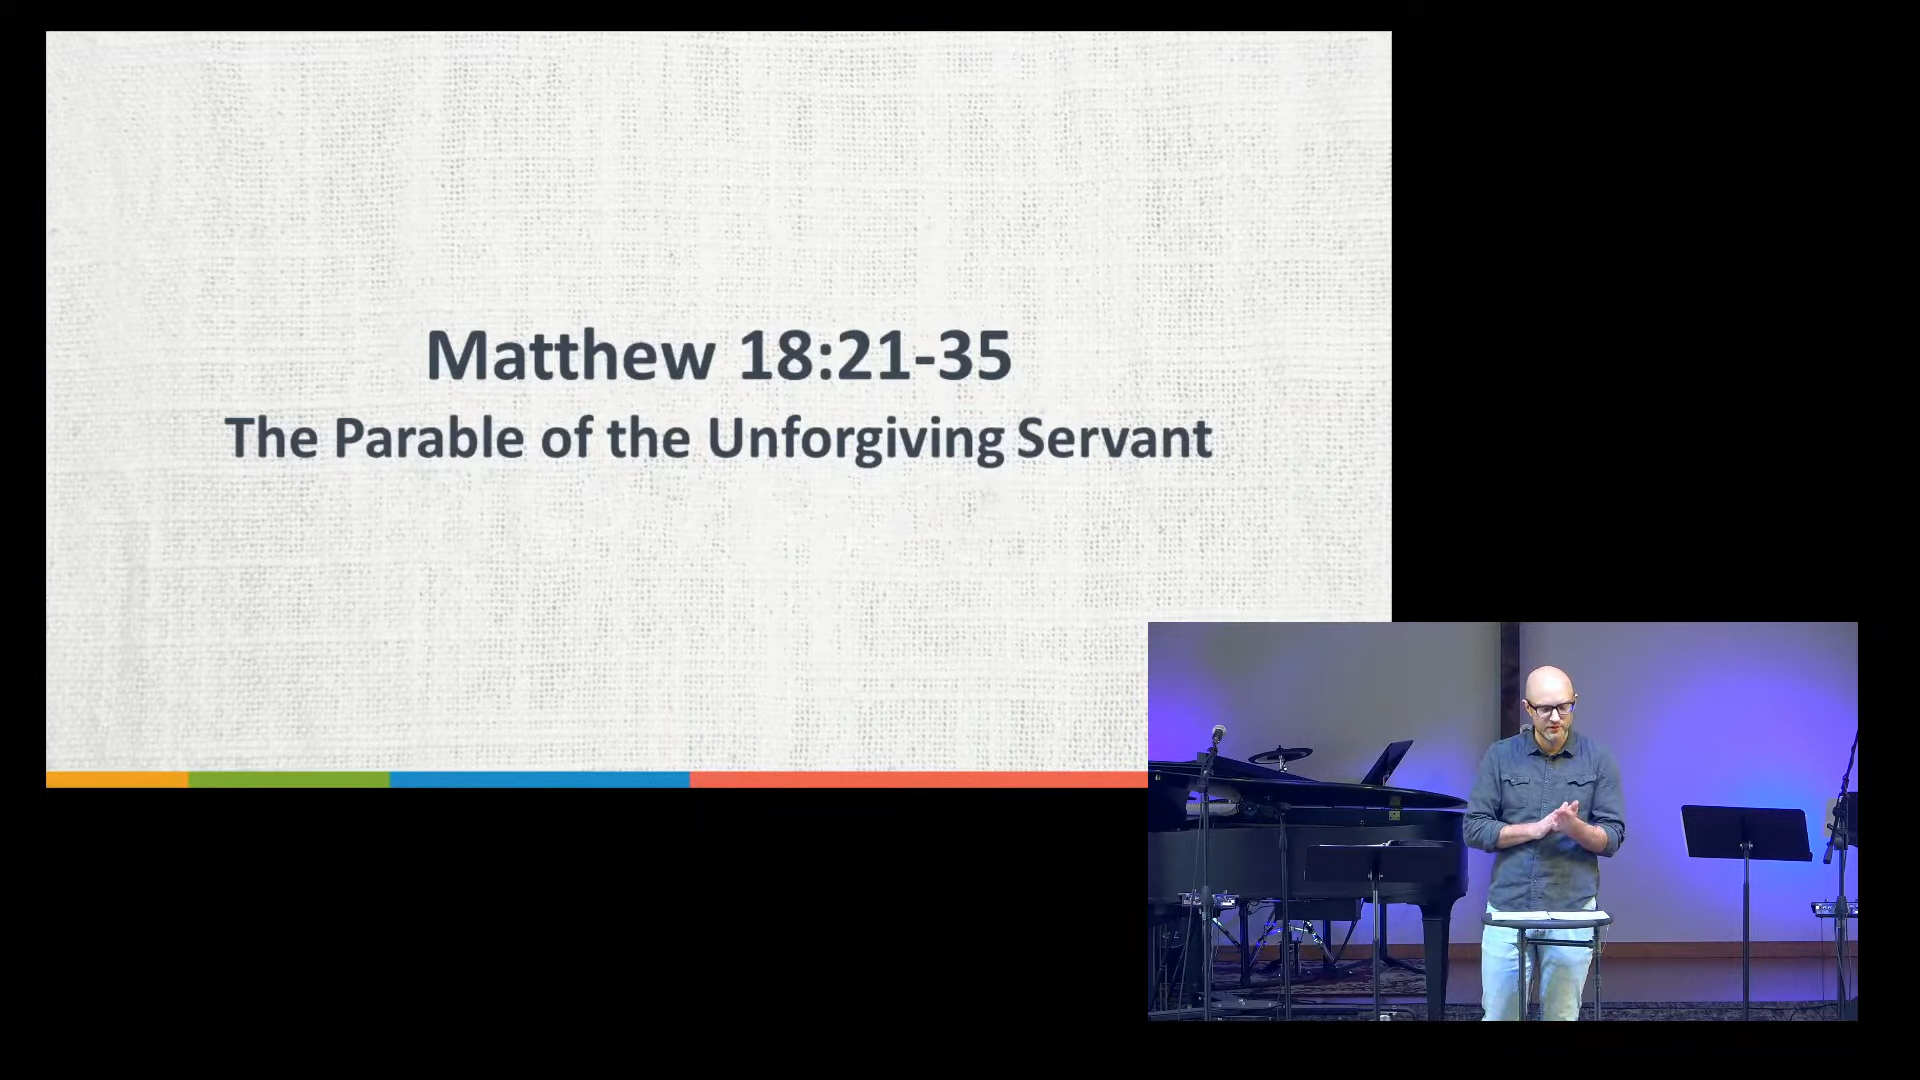 Matthew 18:21-35
The Parable of the Unforgiving Servant